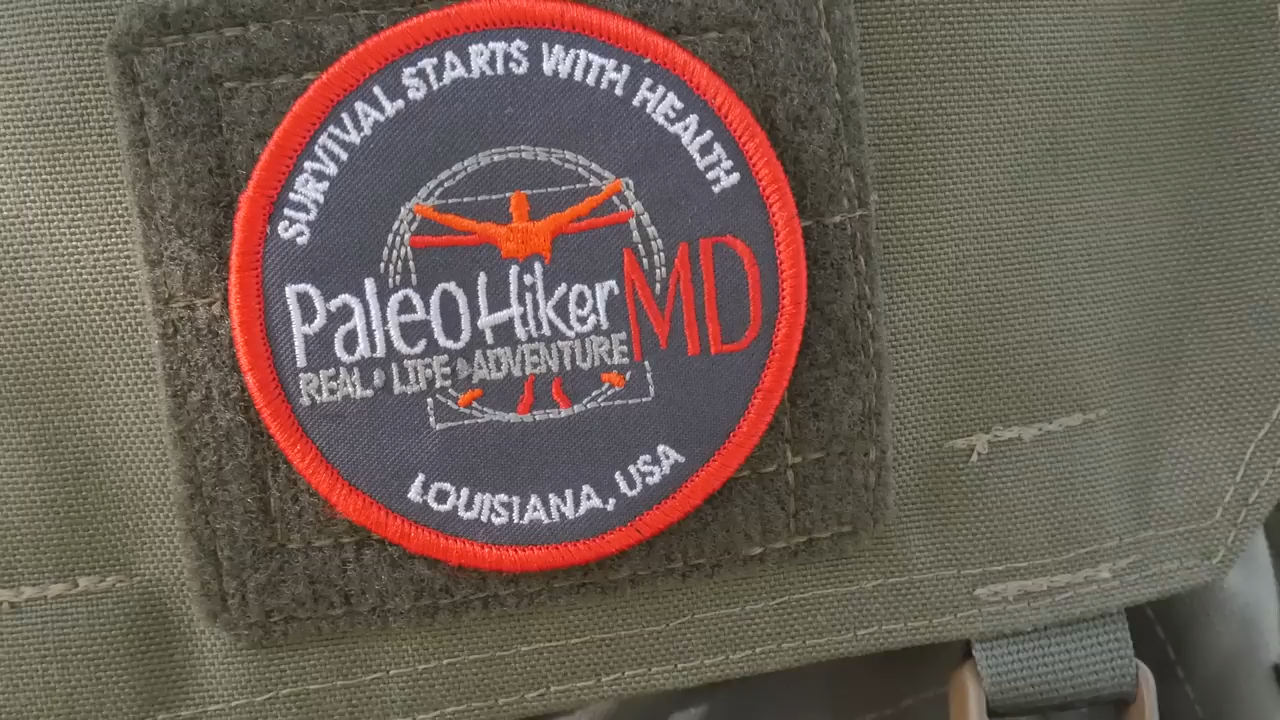 SURVIVAL STARTS WITH HEALTH
PaleoHikerMD
REAL•LIFE•ADVENTURE
LOUISIANA, USA